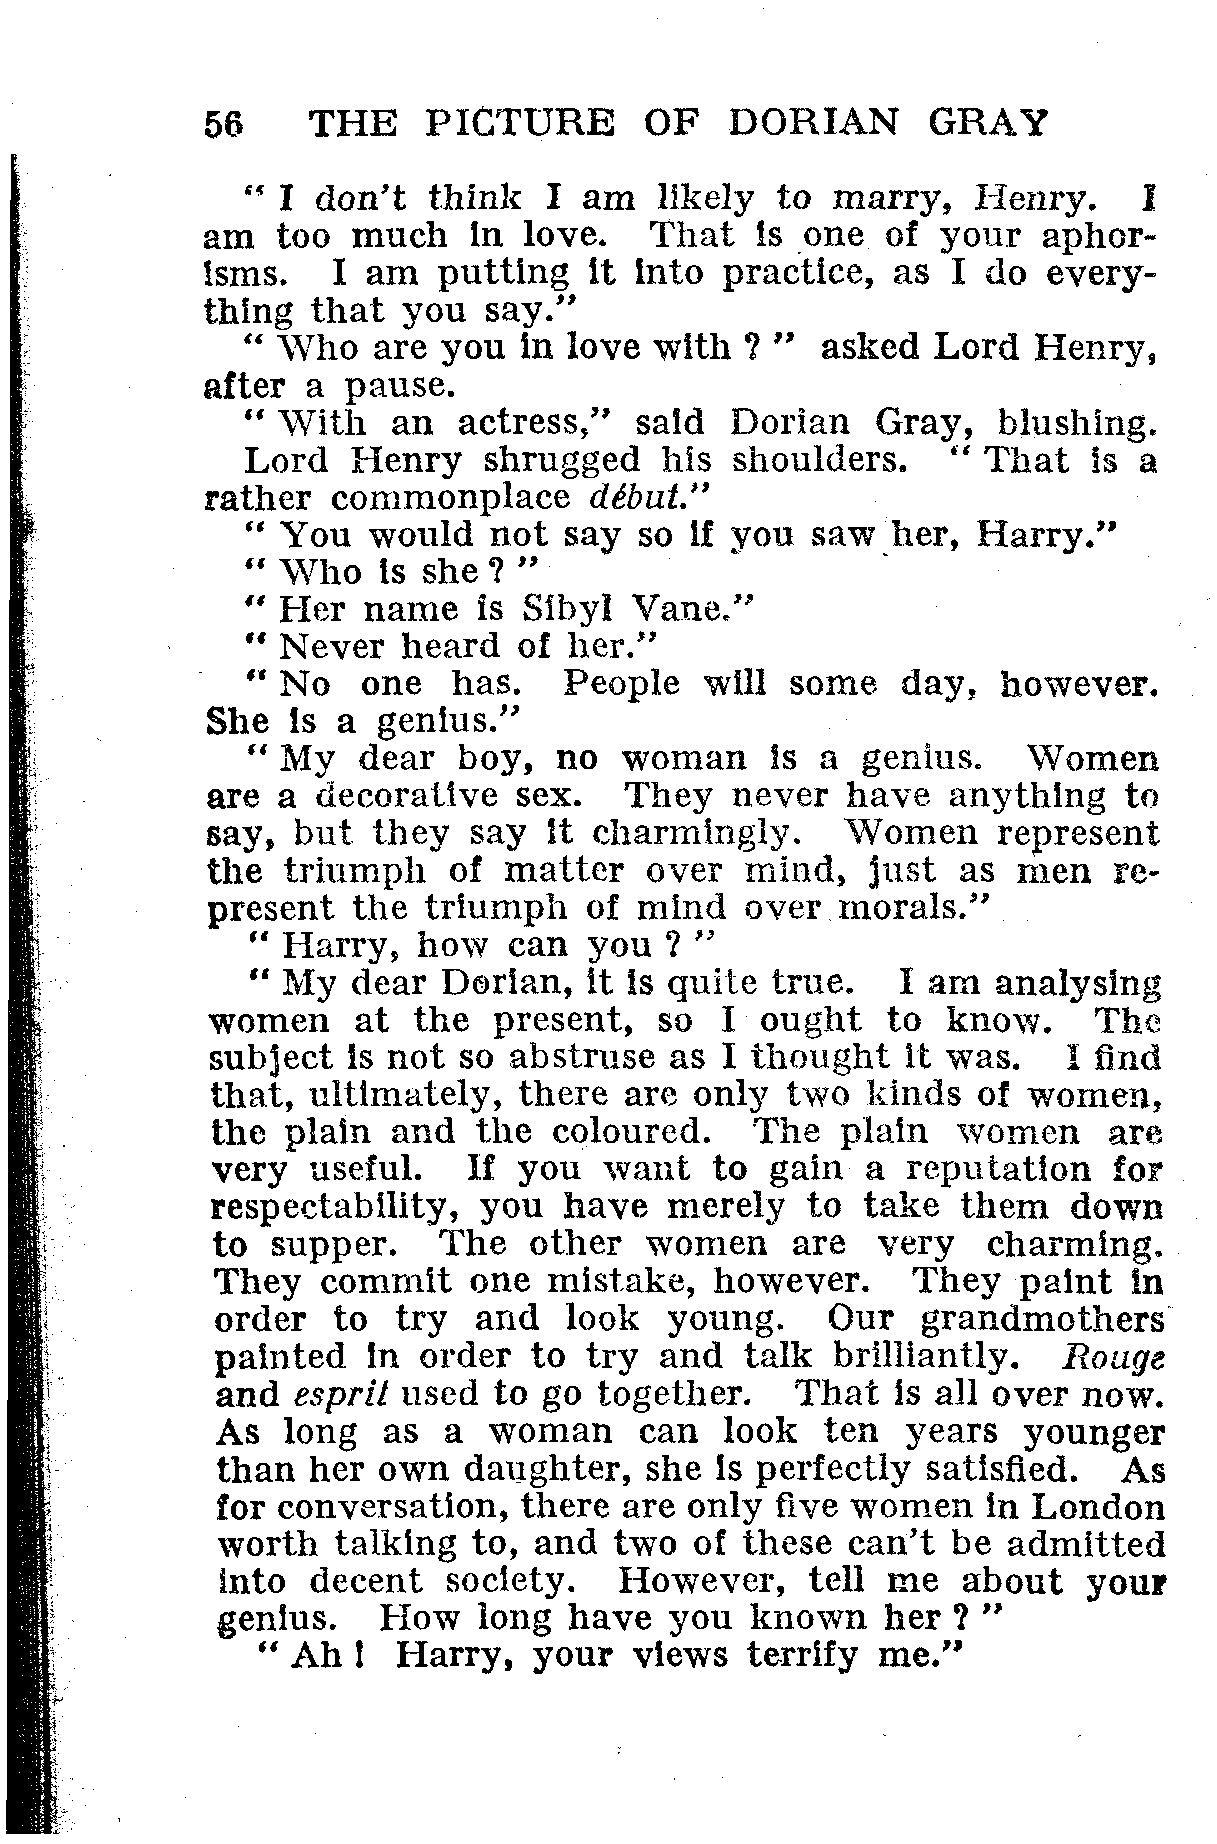 56 THE PICTURE OF DORIAN GRAY
“ I don't think I am likely to marry, Henry. I
am too much in love. That is one of your aphor-
isms. I am putting it into practice, as I do every-
thing that you say.”
“ Who are you in love with ? ” asked Lord Henry,
after a pause.
“ With an actress,” said Dorian Gray, blushing.
Lord Henry shrugged his shoulders. “ That is a
rather commonplace début.”
“ You would not say so if you saw her, Harry.”
“ Who is she ? ”
“ Her name is Sibyl Vane.”
“ Never heard of her.”
“ No one has. People will some day, however.
She is a genius.”
“ My dear boy, no woman is a genius. Women
are a decorative sex. They never have anything to
say, but they say it charmingly. Women represent
the triumph of matter over mind, just as men re-
present the triumph of mind over morals.”
“ Harry, how can you ? ”
“ My dear Dorian, it is quite true. I am analysing
women at the present, so I ought to know. The
subject is not so abstruse as I thought it was. I find
that, ultimately, there are only two kinds of women,
the plain and the coloured. The plain women are
very useful. If you want to gain a reputation for
respectability, you have merely to take them down
to supper. The other women are very charming.
They commit one mistake, however. They paint in
order to try and look young. Our grandmothers
painted in order to try and talk brilliantly. Rouge
and esprit used to go together. That is all over now.
As long as a woman can look ten years younger
than her own daughter, she is perfectly satisfied. As
for conversation, there are only five women in London
worth talking to, and two of these can't be admitted
into decent society. However, tell me about your
genius. How long have you known her ? ”
“ Ah ! Harry, your views terrify me.”